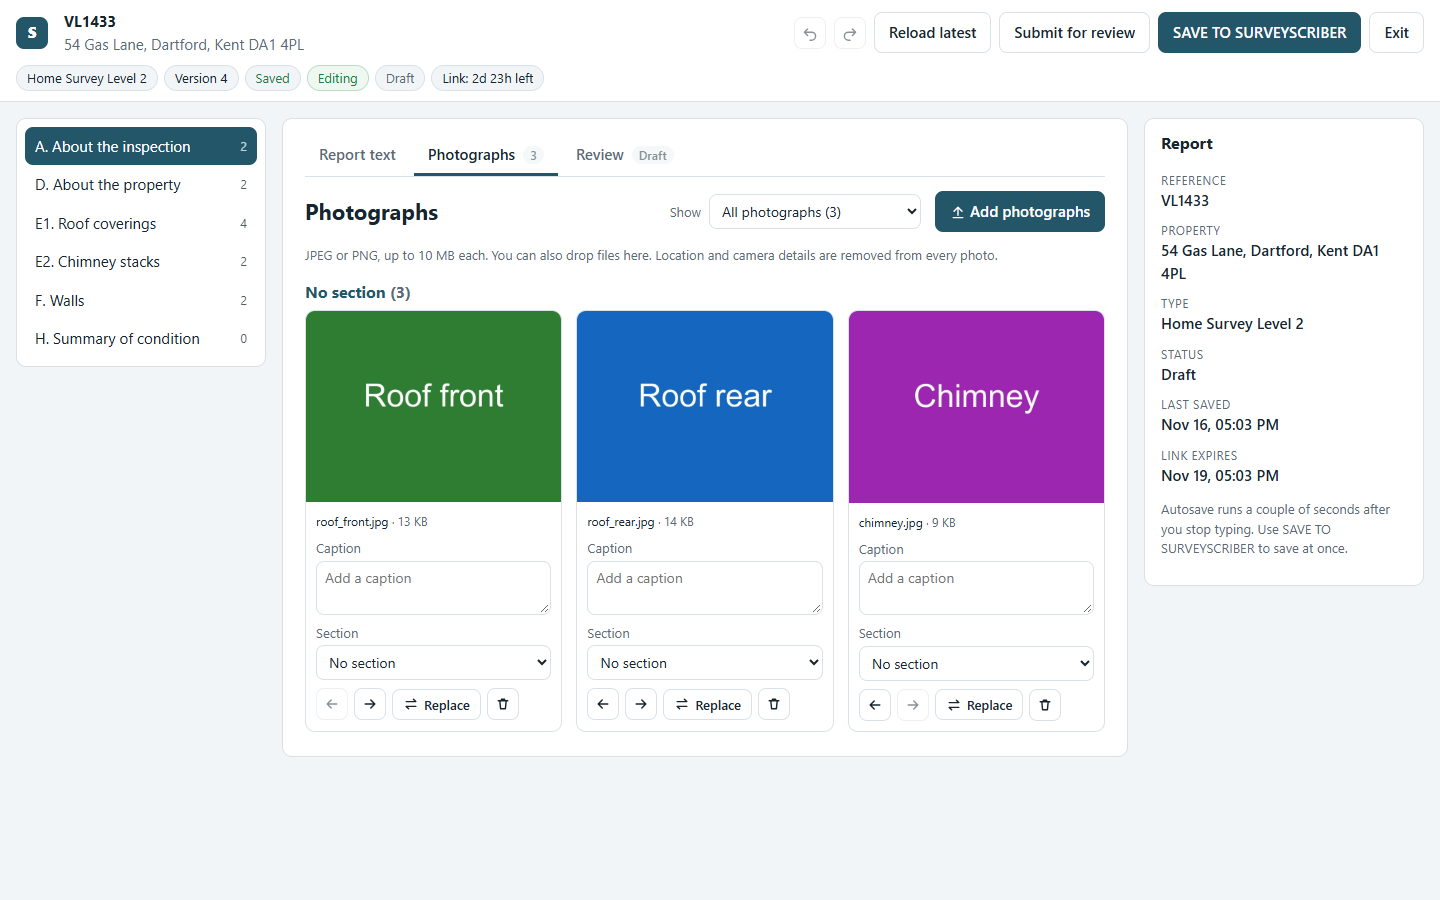 S
VL1433
54 Gas Lane, Dartford, Kent DA1 4PL
Reload latest
Submit for review
SAVE TO SURVEYSCRIBER
Exit
Home Survey Level 2
Version 4
Saved
Editing
Draft
Link: 2d 23h left
A. About the inspection 2
D. About the property 2
E1. Roof coverings 4
E2. Chimney stacks 2
F. Walls 2
H. Summary of condition 0
Report text
Photographs 3
Review Draft
Photographs
Show
All photographs (3)
Add photographs
JPEG or PNG, up to 10 MB each. You can also drop files here. Location and camera details are removed from every photo.
No section (3)
Roof front
roof_front.jpg · 13 KB
Caption
Add a caption
Section
No section
Replace
Roof rear
roof_rear.jpg · 14 KB
Caption
Add a caption
Section
No section
Replace
Chimney
chimney.jpg · 9 KB
Caption
Add a caption
Section
No section
Replace
Report
REFERENCE
VL1433
PROPERTY
54 Gas Lane, Dartford, Kent DA1
4PL
TYPE
Home Survey Level 2
STATUS
Draft
LAST SAVED
Nov 16, 05:03 PM
LINK EXPIRES
Nov 19, 05:03 PM
Autosave runs a couple of seconds after
you stop typing. Use SAVE TO
SURVEYSCRIBER to save at once.